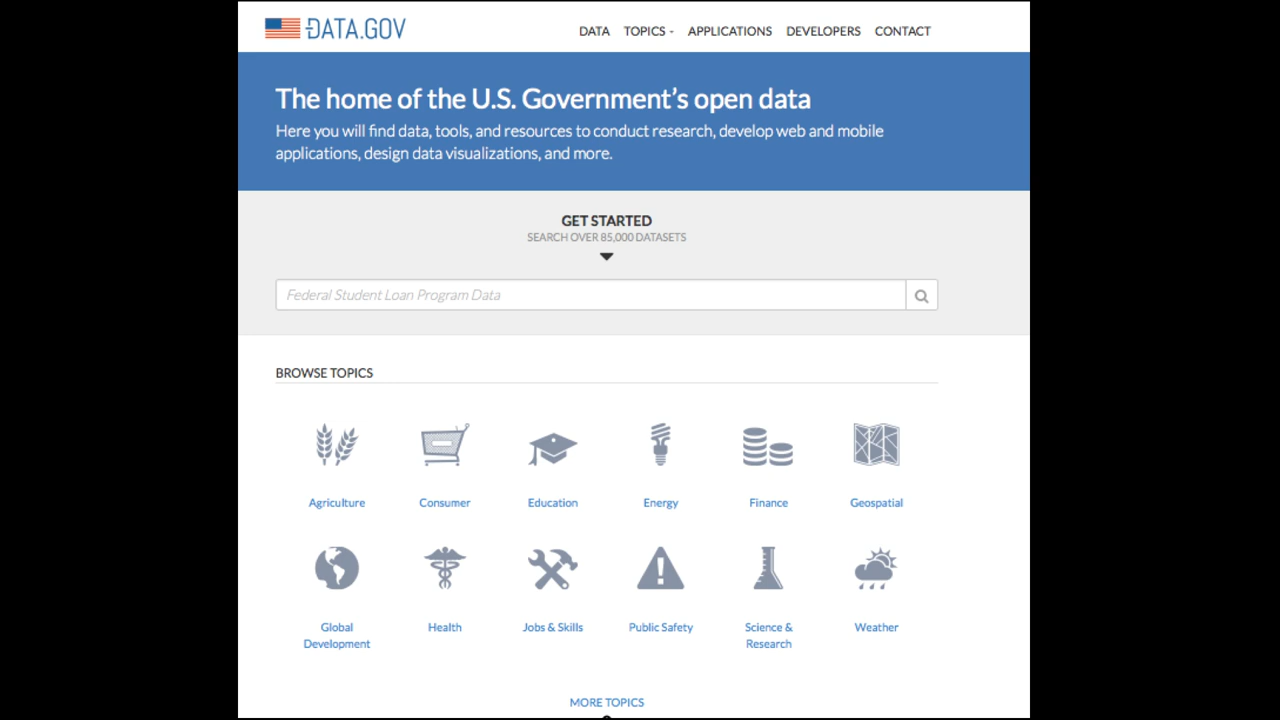 DATA.GOV
DATA TOPICS APPLICATIONS DEVELOPERS CONTACT
The home of the U.S. Government's open data
Here you will find data, tools, and resources to conduct research, develop web and mobile
applications, design data visualizations, and more.
GET STARTED
SEARCH OVER 85,000 DATASETS
Federal Student Loan Program Data
BROWSE TOPICS
Agriculture Consumer Education Energy Finance Geospatial
Global Development Health Jobs & Skills Public Safety Science & Research Weather
MORE TOPICS